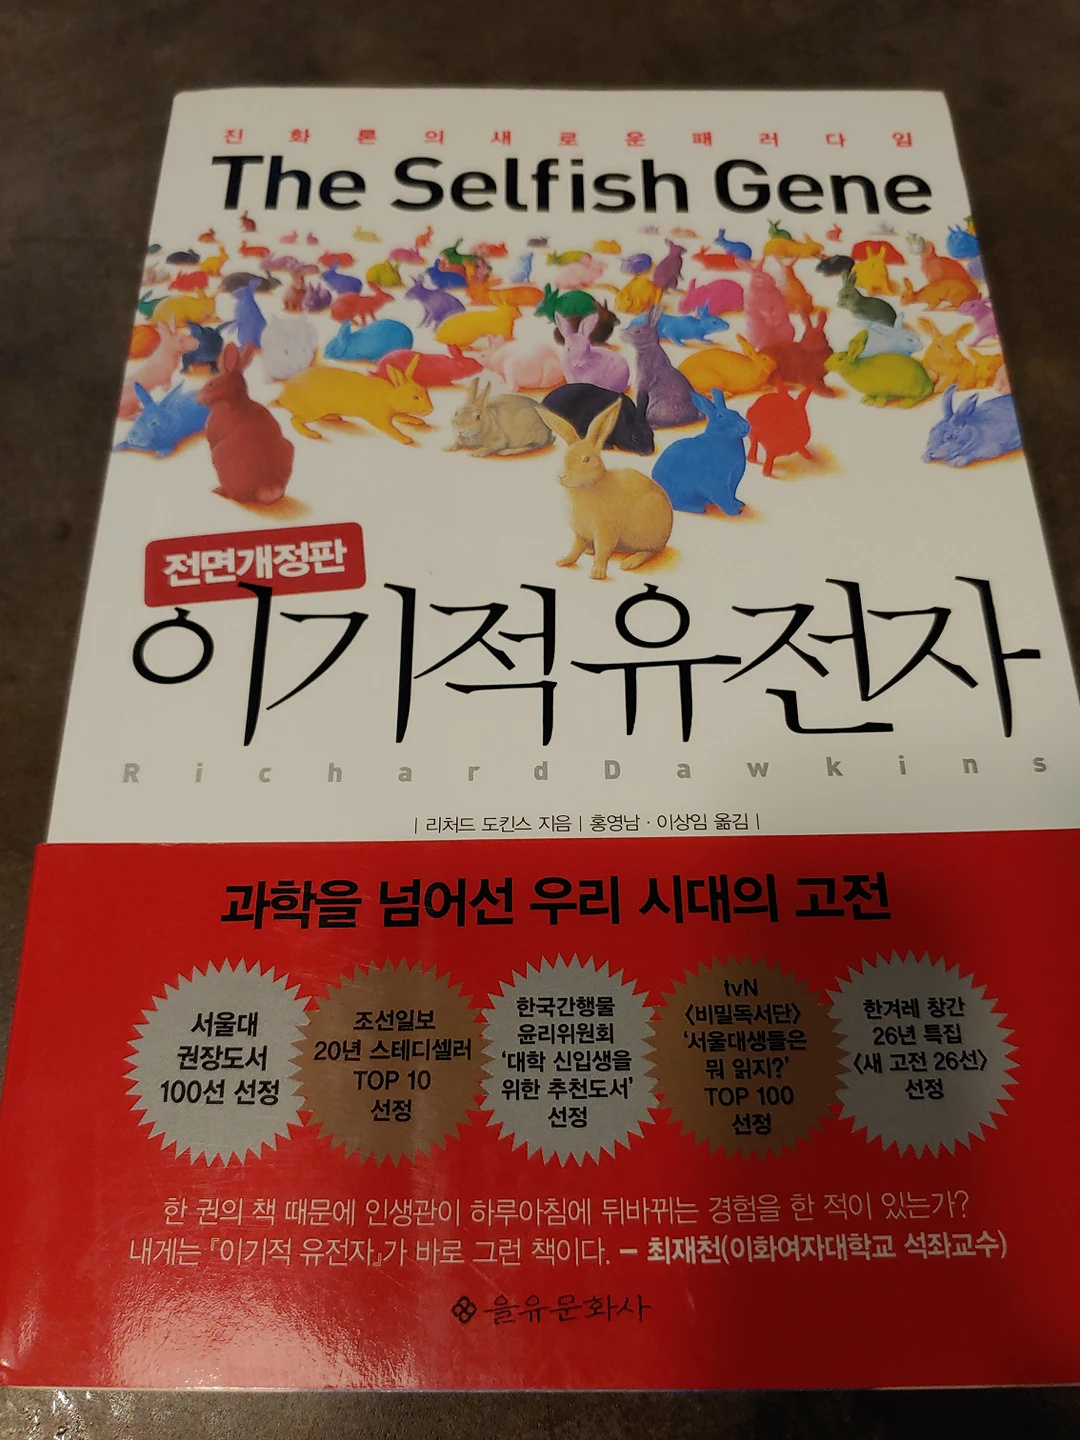 진화론의새로운패러다임
The Selfish Gene
전면개정판
이기적 유전자
Richard Dawkins
| 리처드 도킨스 지음 | 홍영남 · 이상임 옮김 |
과학을 넘어선 우리 시대의 고전
서울대
권장도서
100선 선정
조선일보
20년 스테디셀러
TOP 10
선정
한국간행물
윤리위원회
‘대학 신입생을
위한 추천도서’
선정
tvN
〈비밀독서단〉
‘서울대생들은
뭐 읽지?’
TOP 100
선정
한겨레 창간
26년 특집
〈새 고전 26선〉
선정
한 권의 책 때문에 인생관이 하루아침에 뒤바뀌는 경험을 한 적이 있는가?
내게는 『이기적 유전자』가 바로 그런 책이다. – 최재천(이화여자대학교 석좌교수)
을유문화사